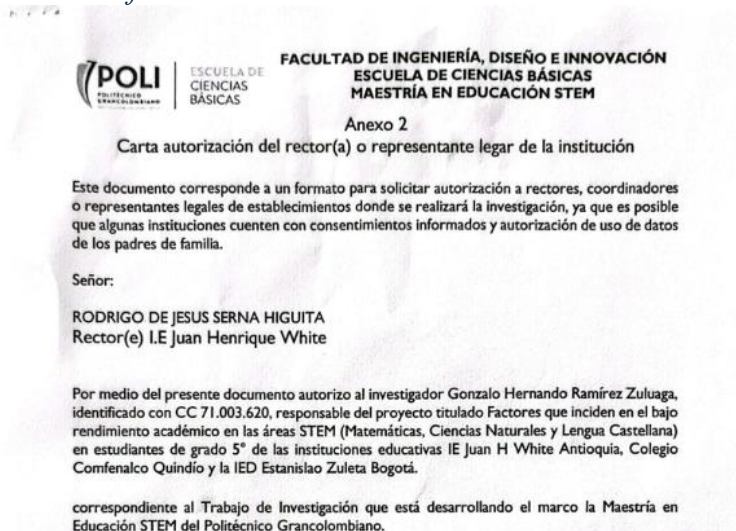 POLI
POLITÉCNICO
GRANCOLOMBIANO
ESCUELA DE
CIENCIAS
BÁSICAS
FACULTAD DE INGENIERÍA, DISEÑO E INNOVACIÓN
ESCUELA DE CIENCIAS BÁSICAS
MAESTRÍA EN EDUCACIÓN STEM
Anexo 2
Carta autorización del rector(a) o representante legar de la institución
Este documento corresponde a un formato para solicitar autorización a rectores, coordinadores
o representantes legales de establecimientos donde se realizará la investigación, ya que es posible
que algunas instituciones cuenten con consentimientos informados y autorización de uso de datos
de los padres de familia.
Señor:
RODRIGO DE JESUS SERNA HIGUITA
Rector(e) I.E Juan Henrique White
Por medio del presente documento autorizo al investigador Gonzalo Hernando Ramírez Zuluaga,
identificado con CC 71.003.620, responsable del proyecto titulado Factores que inciden en el bajo
rendimiento académico en las áreas STEM (Matemáticas, Ciencias Naturales y Lengua Castellana)
en estudiantes de grado 5° de las instituciones educativas IE Juan H White Antioquia, Colegio
Comfenalco Quindío y la IED Estanislao Zuleta Bogotá.
correspondiente al Trabajo de Investigación que está desarrollando el marco la Maestría en
Educación STEM del Politécnico Grancolombiano.